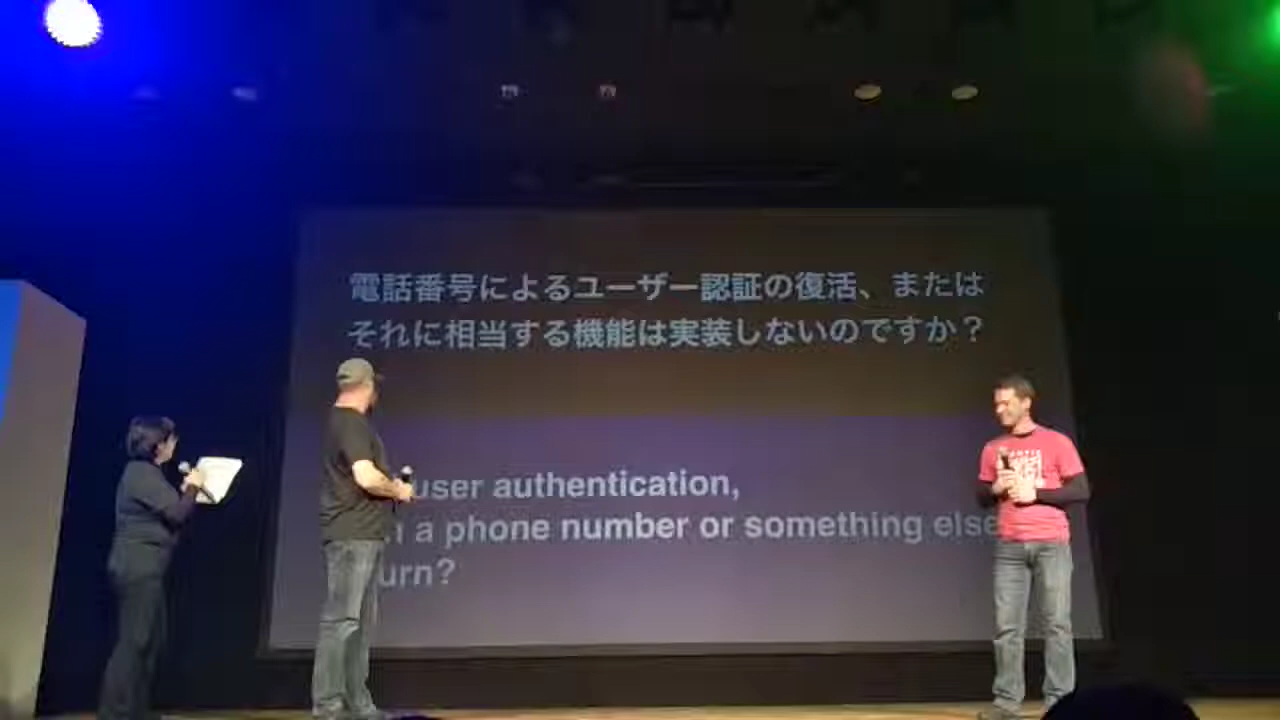 電話番号によるユーザー認証の復活、または
それに相当する機能は実装しないのですか？
user authentication,
a phone number or something else
urn?